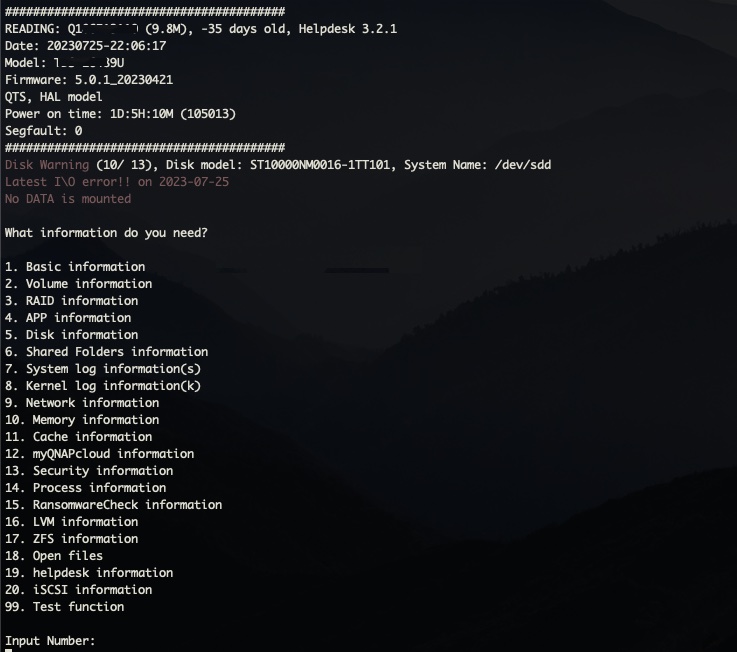 ########################################
READING: Q1 (9.8M), -35 days old, Helpdesk 3.2.1
Date: 20230725-22:06:17
Model:
Firmware: 5.0.1_20230421
QTS, HAL model
Power on time: 1D:5H:10M (105013)
Segfault: 0
########################################
Disk Warning (10/ 13), Disk model: ST10000NM0016-1TT101, System Name: /dev/sdd
Latest I\O error!! on 2023-07-25
No DATA is mounted
What information do you need?
1. Basic information
2. Volume information
3. RAID information
4. APP information
5. Disk information
6. Shared Folders information
7. System log information(s)
8. Kernel log information(k)
9. Network information
10. Memory information
11. Cache information
12. myQNAPcloud information
13. Security information
14. Process information
15. RansomwareCheck information
16. LVM information
17. ZFS information
18. Open files
19. helpdesk information
20. iSCSI information
99. Test function
Input Number: